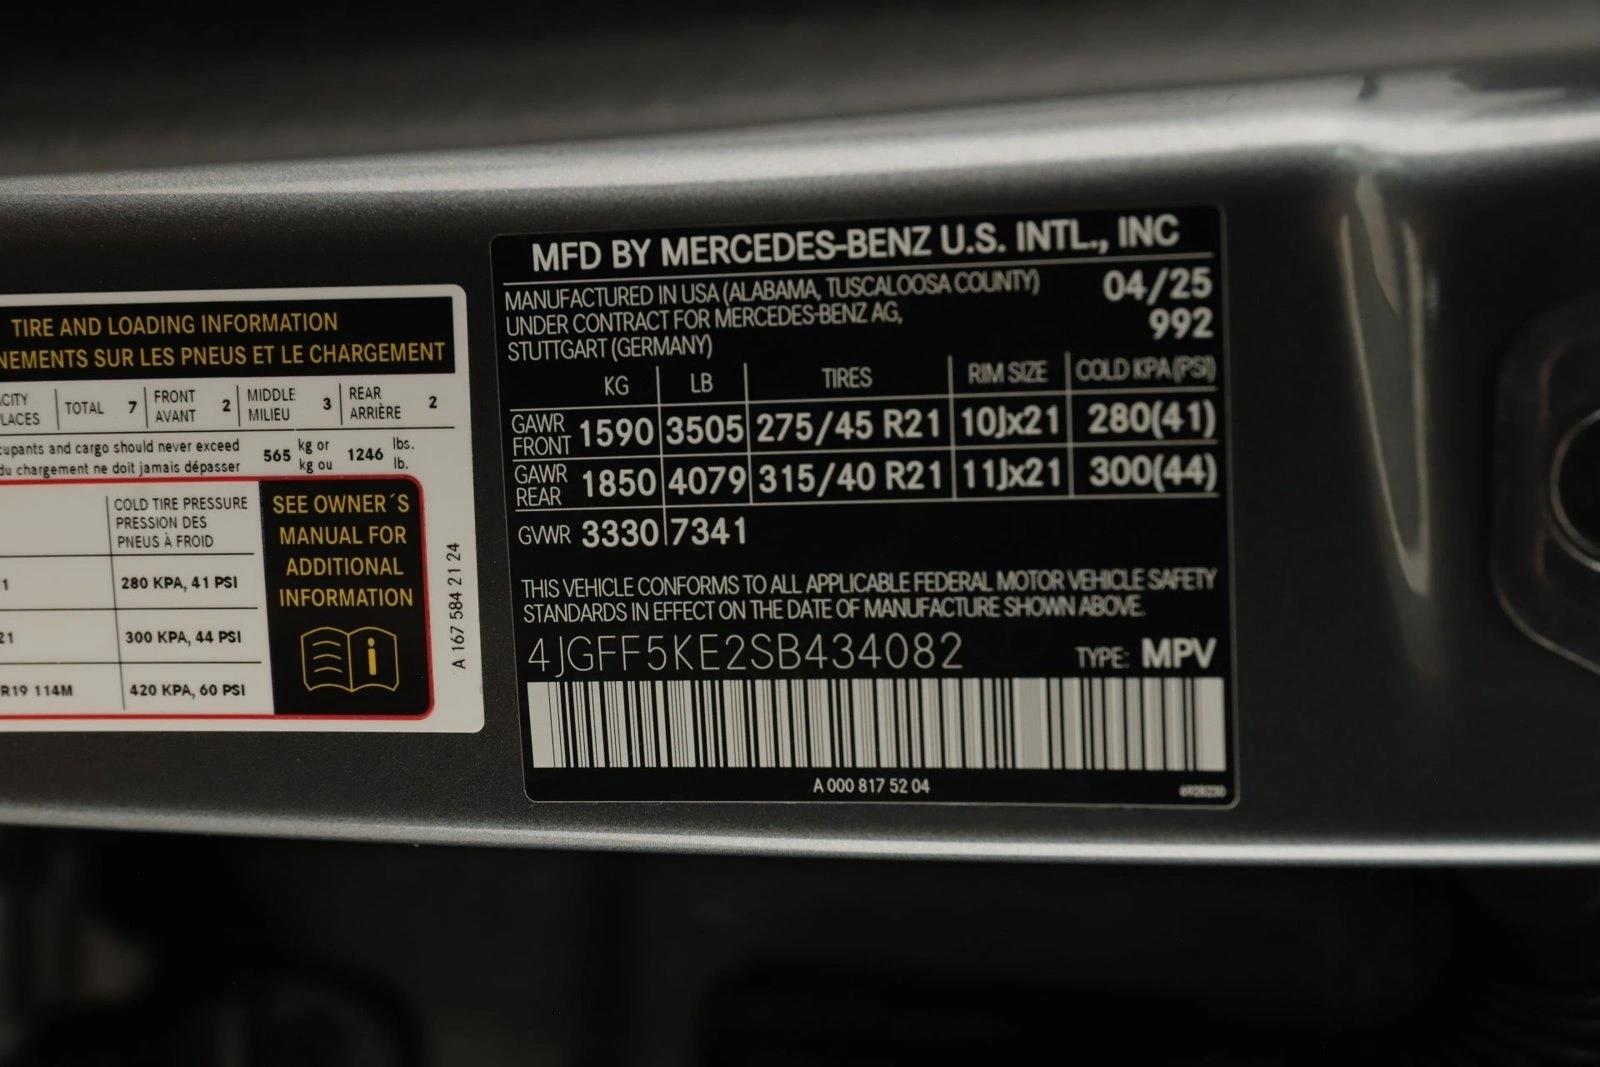 TIRE AND LOADING INFORMATION
NEMENTS SUR LES PNEUS ET LE CHARGEMENT
CITY
LACES
TOTAL 7
FRONT
AVANT 2
MIDDLE
MILIEU 3
REAR
ARRIÈRE 2
cupants and cargo should never exceed
du chargement ne doit jamais dépasser
565 kg or 1246 lbs.
kg ou lb.
COLD TIRE PRESSURE
PRESSION DES
PNEUS À FROID
1 280 KPA, 41 PSI
21 300 KPA, 44 PSI
R19 114M 420 KPA, 60 PSI
SEE OWNER´S
MANUAL FOR
ADDITIONAL
INFORMATION
i
A 167 584 21 24
MFD BY MERCEDES-BENZ U.S. INTL., INC
MANUFACTURED IN USA (ALABAMA, TUSCALOOSA COUNTY) 04/25
UNDER CONTRACT FOR MERCEDES-BENZ AG, 992
STUTTGART (GERMANY)
KG LB TIRES RIM SIZE COLD KPA (PSI)
GAWR
FRONT 1590 3505 275/45 R21 10Jx21 280(41)
GAWR
REAR 1850 4079 315/40 R21 11Jx21 300(44)
GVWR 3330 7341
THIS VEHICLE CONFORMS TO ALL APPLICABLE FEDERAL MOTOR VEHICLE SAFETY
STANDARDS IN EFFECT ON THE DATE OF MANUFACTURE SHOWN ABOVE.
4JGFF5KE2SB434082 TYPE: MPV
A 000 817 52 04